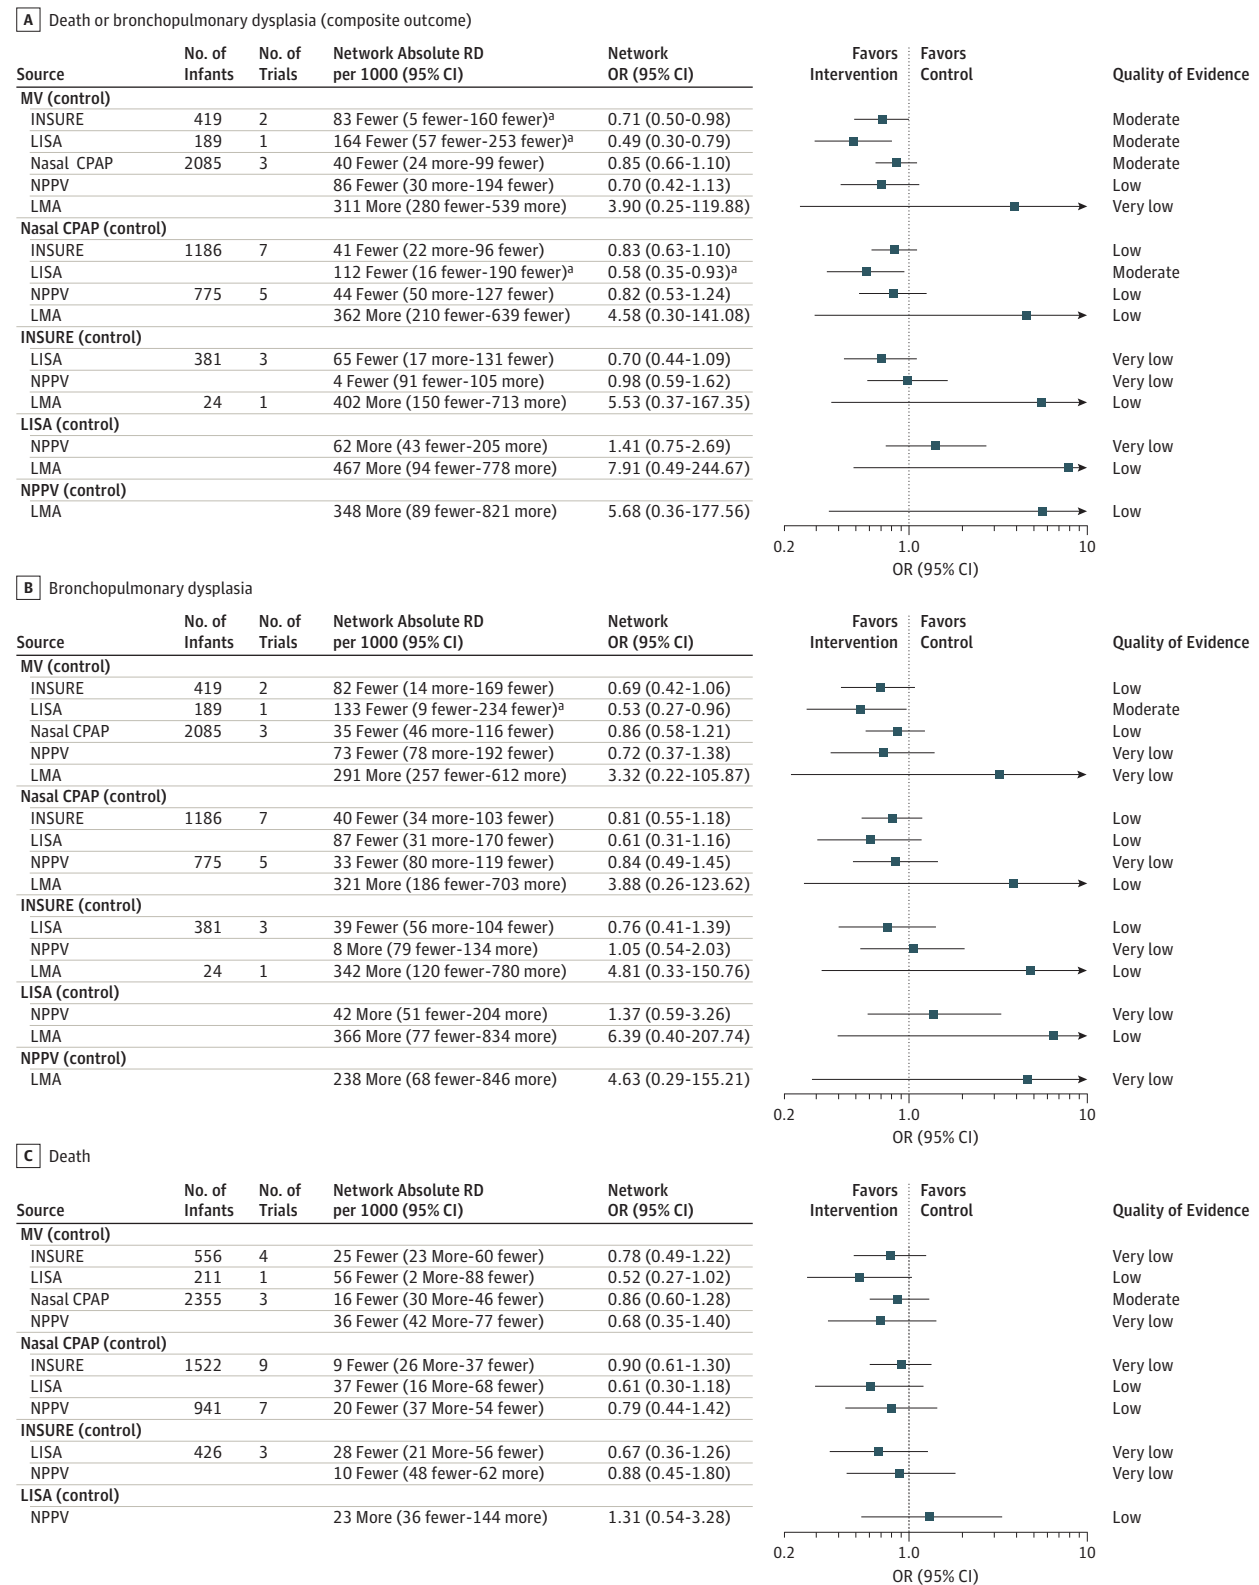 A Death or bronchopulmonary dysplasia (composite outcome)
Source No. of Infants No. of Trials Network Absolute RD per 1000 (95% CI) Network OR (95% CI) Favors Intervention Favors Control Quality of Evidence
MV (control)
INSURE 419 2 83 Fewer (5 fewer-160 fewer)a 0.71 (0.50-0.98) Moderate
LISA 189 1 164 Fewer (57 fewer-253 fewer)a 0.49 (0.30-0.79) Moderate
Nasal CPAP 2085 3 40 Fewer (24 more-99 fewer) 0.85 (0.66-1.10) Moderate
NPPV 86 Fewer (30 more-194 fewer) 0.70 (0.42-1.13) Low
LMA 311 More (280 fewer-539 more) 3.90 (0.25-119.88) Very low
Nasal CPAP (control)
INSURE 1186 7 41 Fewer (22 more-96 fewer) 0.83 (0.63-1.10) Low
LISA 112 Fewer (16 fewer-190 fewer)a 0.58 (0.35-0.93)a Moderate
NPPV 775 5 44 Fewer (50 more-127 fewer) 0.82 (0.53-1.24) Low
LMA 362 More (210 fewer-639 fewer) 4.58 (0.30-141.08) Low
INSURE (control)
LISA 381 3 65 Fewer (17 more-131 fewer) 0.70 (0.44-1.09) Very low
NPPV 4 Fewer (91 fewer-105 more) 0.98 (0.59-1.62) Very low
LMA 24 1 402 More (150 fewer-713 more) 5.53 (0.37-167.35) Low
LISA (control)
NPPV 62 More (43 fewer-205 more) 1.41 (0.75-2.69) Very low
LMA 467 More (94 fewer-778 more) 7.91 (0.49-244.67) Low
NPPV (control)
LMA 348 More (89 fewer-821 more) 5.68 (0.36-177.56) Low
0.2 1.0 10
OR (95% CI)
B Bronchopulmonary dysplasia
Source No. of Infants No. of Trials Network Absolute RD per 1000 (95% CI) Network OR (95% CI) Favors Intervention Favors Control Quality of Evidence
MV (control)
INSURE 419 2 82 Fewer (14 more-169 fewer) 0.69 (0.42-1.06) Low
LISA 189 1 133 Fewer (9 fewer-234 fewer)a 0.53 (0.27-0.96) Moderate
Nasal CPAP 2085 3 35 Fewer (46 more-116 fewer) 0.86 (0.58-1.21) Low
NPPV 73 Fewer (78 more-192 fewer) 0.72 (0.37-1.38) Very low
LMA 291 More (257 fewer-612 more) 3.32 (0.22-105.87) Very low
Nasal CPAP (control)
INSURE 1186 7 40 Fewer (34 more-103 fewer) 0.81 (0.55-1.18) Low
LISA 87 Fewer (31 more-170 fewer) 0.61 (0.31-1.16) Low
NPPV 775 5 33 Fewer (80 more-119 fewer) 0.84 (0.49-1.45) Very low
LMA 321 More (186 fewer-703 more) 3.88 (0.26-123.62) Low
INSURE (control)
LISA 381 3 39 Fewer (56 more-104 fewer) 0.76 (0.41-1.39) Low
NPPV 8 More (79 fewer-134 more) 1.05 (0.54-2.03) Very low
LMA 24 1 342 More (120 fewer-780 more) 4.81 (0.33-150.76) Low
LISA (control)
NPPV 42 More (51 fewer-204 more) 1.37 (0.59-3.26) Very low
LMA 366 More (77 fewer-834 more) 6.39 (0.40-207.74) Low
NPPV (control)
LMA 238 More (68 fewer-846 more) 4.63 (0.29-155.21) Very low
0.2 1.0 10
OR (95% CI)
C Death
Source No. of Infants No. of Trials Network Absolute RD per 1000 (95% CI) Network OR (95% CI) Favors Intervention Favors Control Quality of Evidence
MV (control)
INSURE 556 4 25 Fewer (23 More-60 fewer) 0.78 (0.49-1.22) Very low
LISA 211 1 56 Fewer (2 More-88 fewer) 0.52 (0.27-1.02) Low
Nasal CPAP 2355 3 16 Fewer (30 More-46 fewer) 0.86 (0.60-1.28) Moderate
NPPV 36 Fewer (42 More-77 fewer) 0.68 (0.35-1.40) Very low
Nasal CPAP (control)
INSURE 1522 9 9 Fewer (26 More-37 fewer) 0.90 (0.61-1.30) Very low
LISA 37 Fewer (16 More-68 fewer) 0.61 (0.30-1.18) Low
NPPV 941 7 20 Fewer (37 More-54 fewer) 0.79 (0.44-1.42) Low
INSURE (control)
LISA 426 3 28 Fewer (21 More-56 fewer) 0.67 (0.36-1.26) Very low
NPPV 10 Fewer (48 fewer-62 more) 0.88 (0.45-1.80) Very low
LISA (control)
NPPV 23 More (36 fewer-144 more) 1.31 (0.54-3.28) Low
0.2 1.0 10
OR (95% CI)